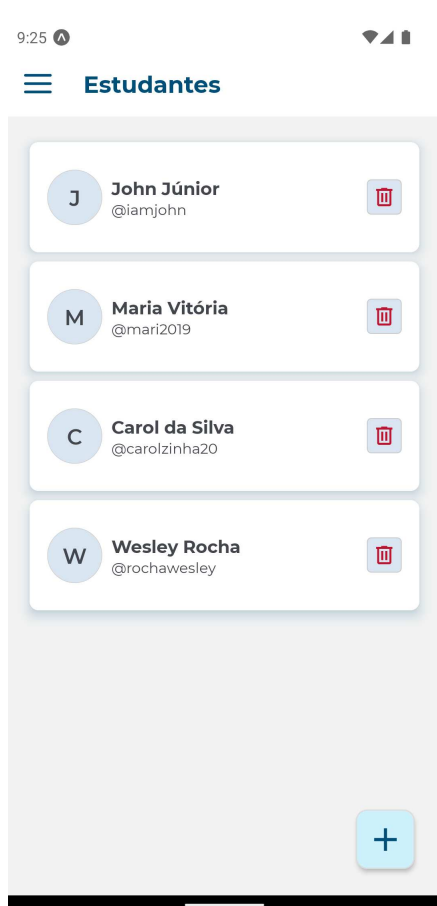 9:25
Estudantes
J
John Júnior
@iamjohn
M
Maria Vitória
@mari2019
C
Carol da Silva
@carolzinha20
W
Wesley Rocha
@rochawesley
+